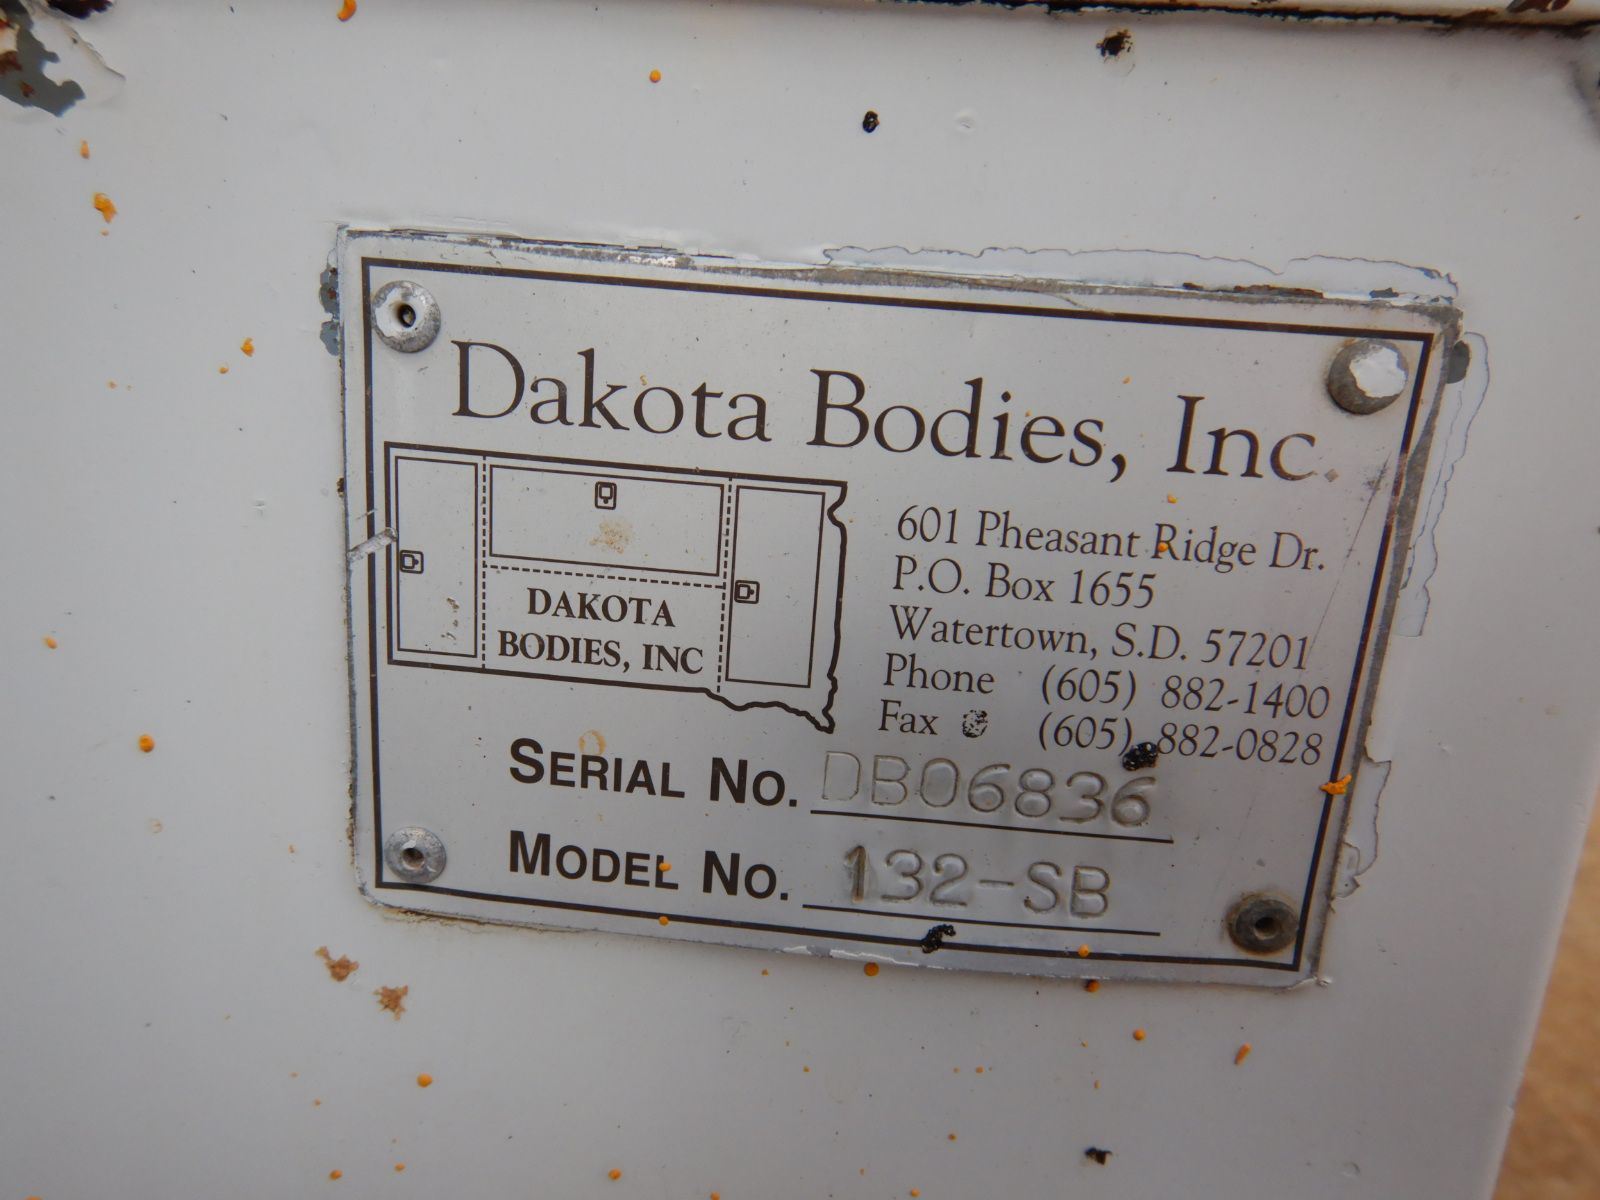 Dakota Bodies, Inc.
DAKOTA
BODIES, INC
601 Pheasant Ridge Dr.
P.O. Box 1655
Watertown, S.D. 57201
Phone (605) 882-1400
Fax (605) 882-0828
SERIAL NO. DB06836
MODEL NO. 132-SB